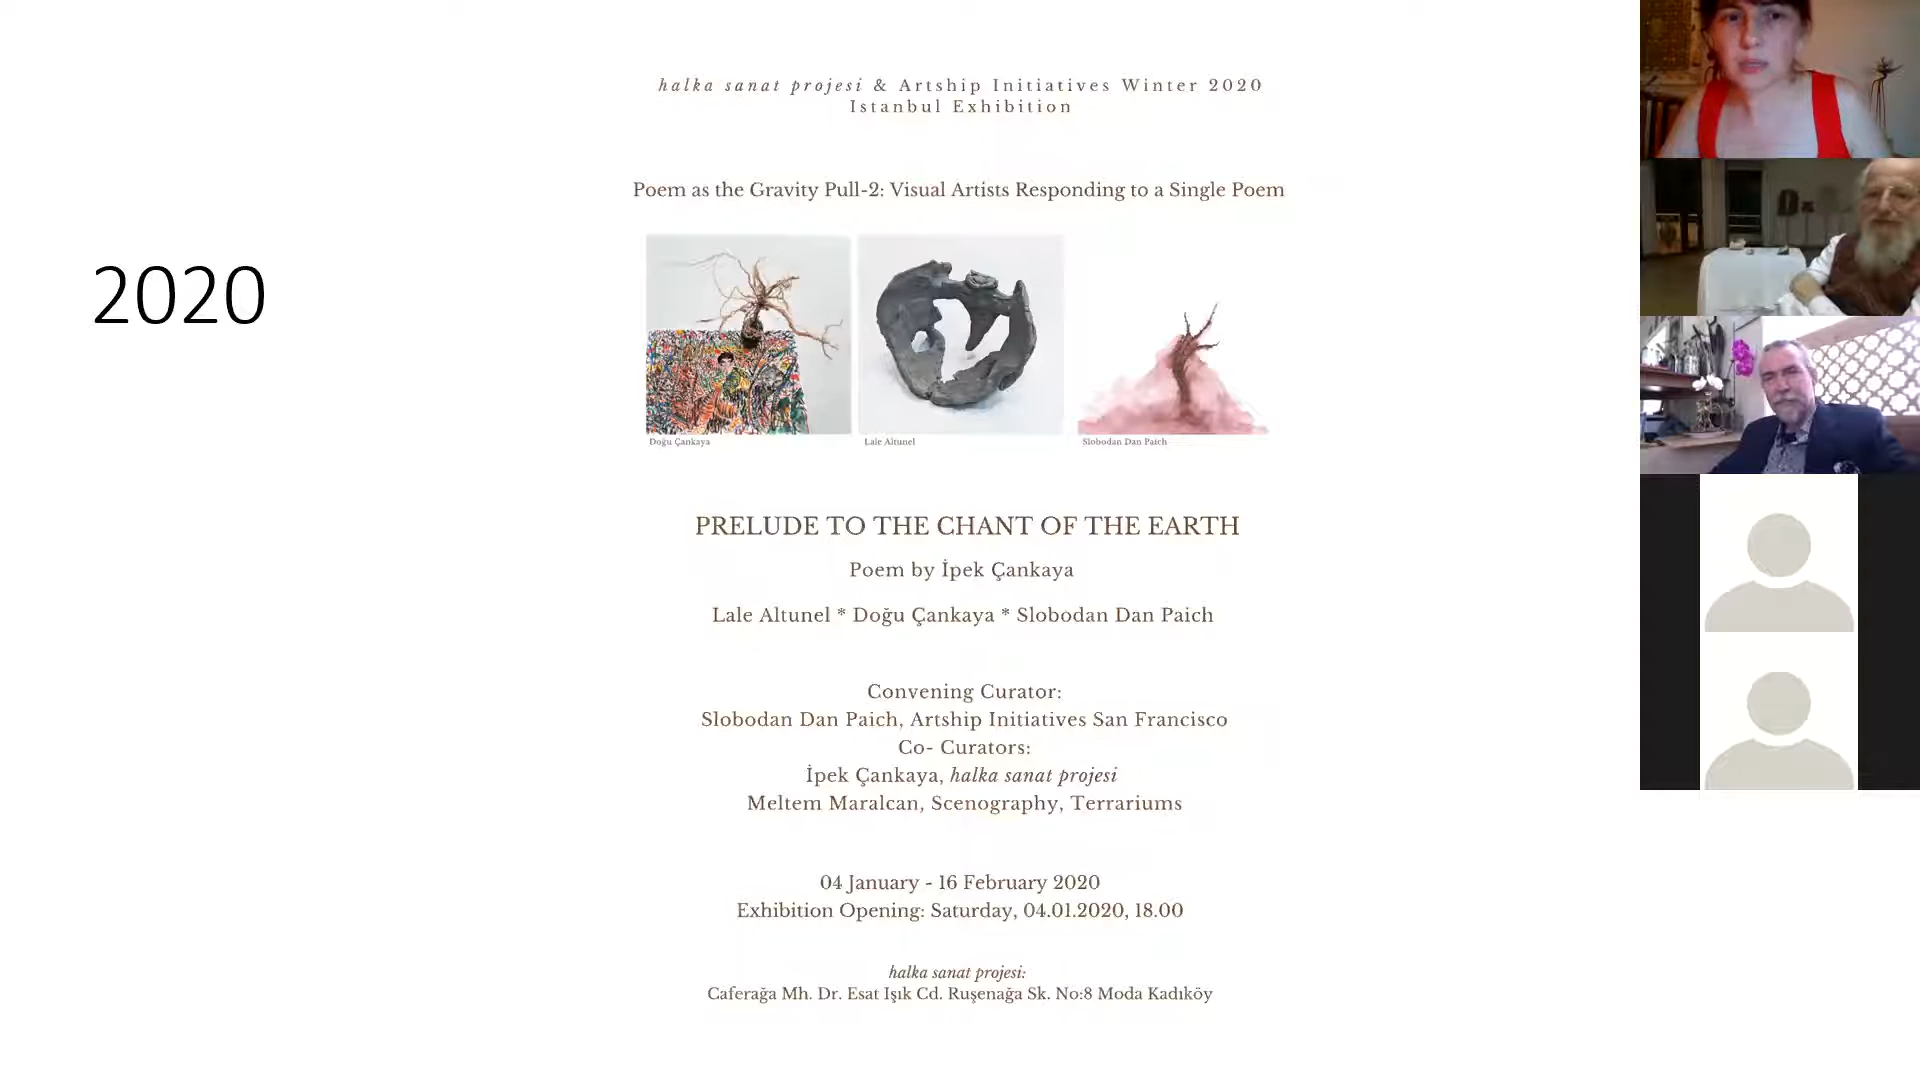 2020
halka sanat projesi & Artship Initiatives Winter 2020
Istanbul Exhibition
Poem as the Gravity Pull-2: Visual Artists Responding to a Single Poem
Doğu Çankaya
Lale Altunel
Slobodan Dan Paich
PRELUDE TO THE CHANT OF THE EARTH
Poem by İpek Çankaya
Lale Altunel * Doğu Çankaya * Slobodan Dan Paich
Convening Curator:
Slobodan Dan Paich, Artship Initiatives San Francisco
Co- Curators:
İpek Çankaya, halka sanat projesi
Meltem Maralcan, Scenography, Terrariums
04 January - 16 February 2020
Exhibition Opening: Saturday, 04.01.2020, 18.00
halka sanat projesi:
Caferağa Mh. Dr. Esat Işık Cd. Ruşenağa Sk. No:8 Moda Kadıköy